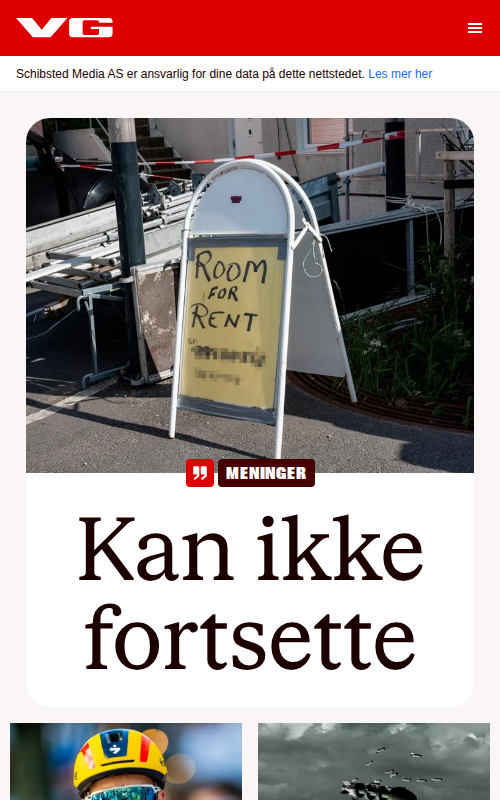 VG
Schibsted Media AS er ansvarlig for dine data på dette nettstedet. Les mer her
ROOM
FOR
RENT
MENINGER
Kan ikke
fortsette